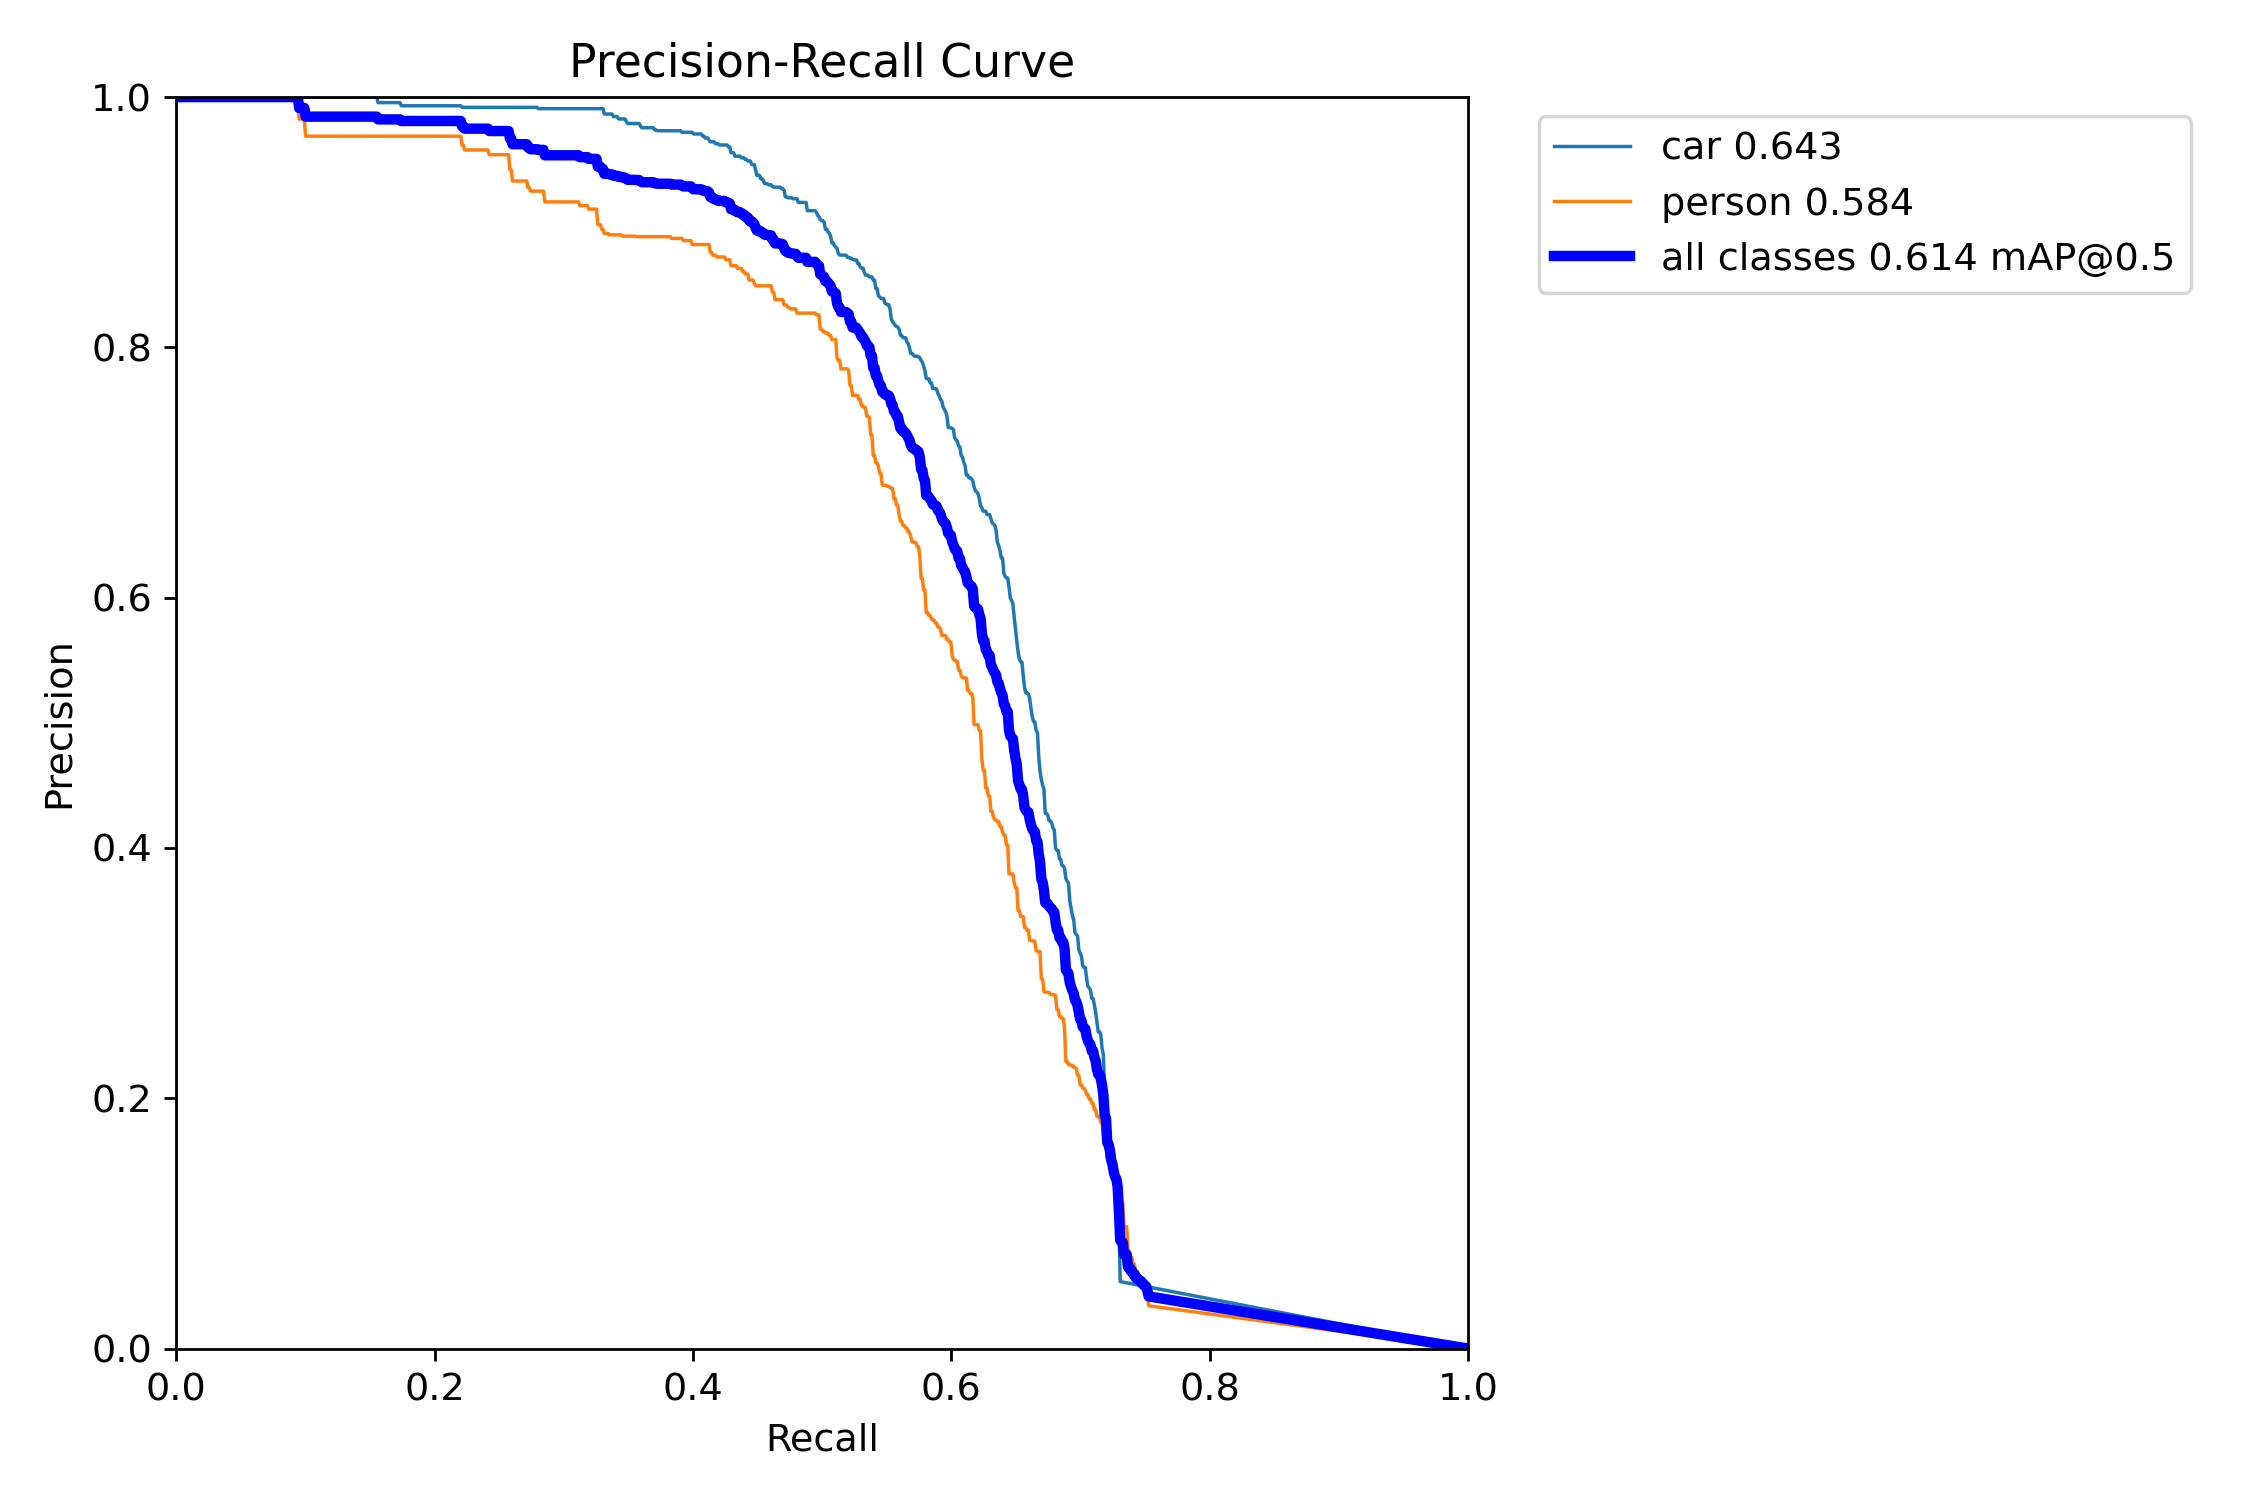 Precision-Recall Curve
1.0
0.8
0.6
0.4
0.2
0.0
Precision
0.0 0.2 0.4 0.6 0.8 1.0
Recall
car 0.643
person 0.584
all classes 0.614 mAP@0.5